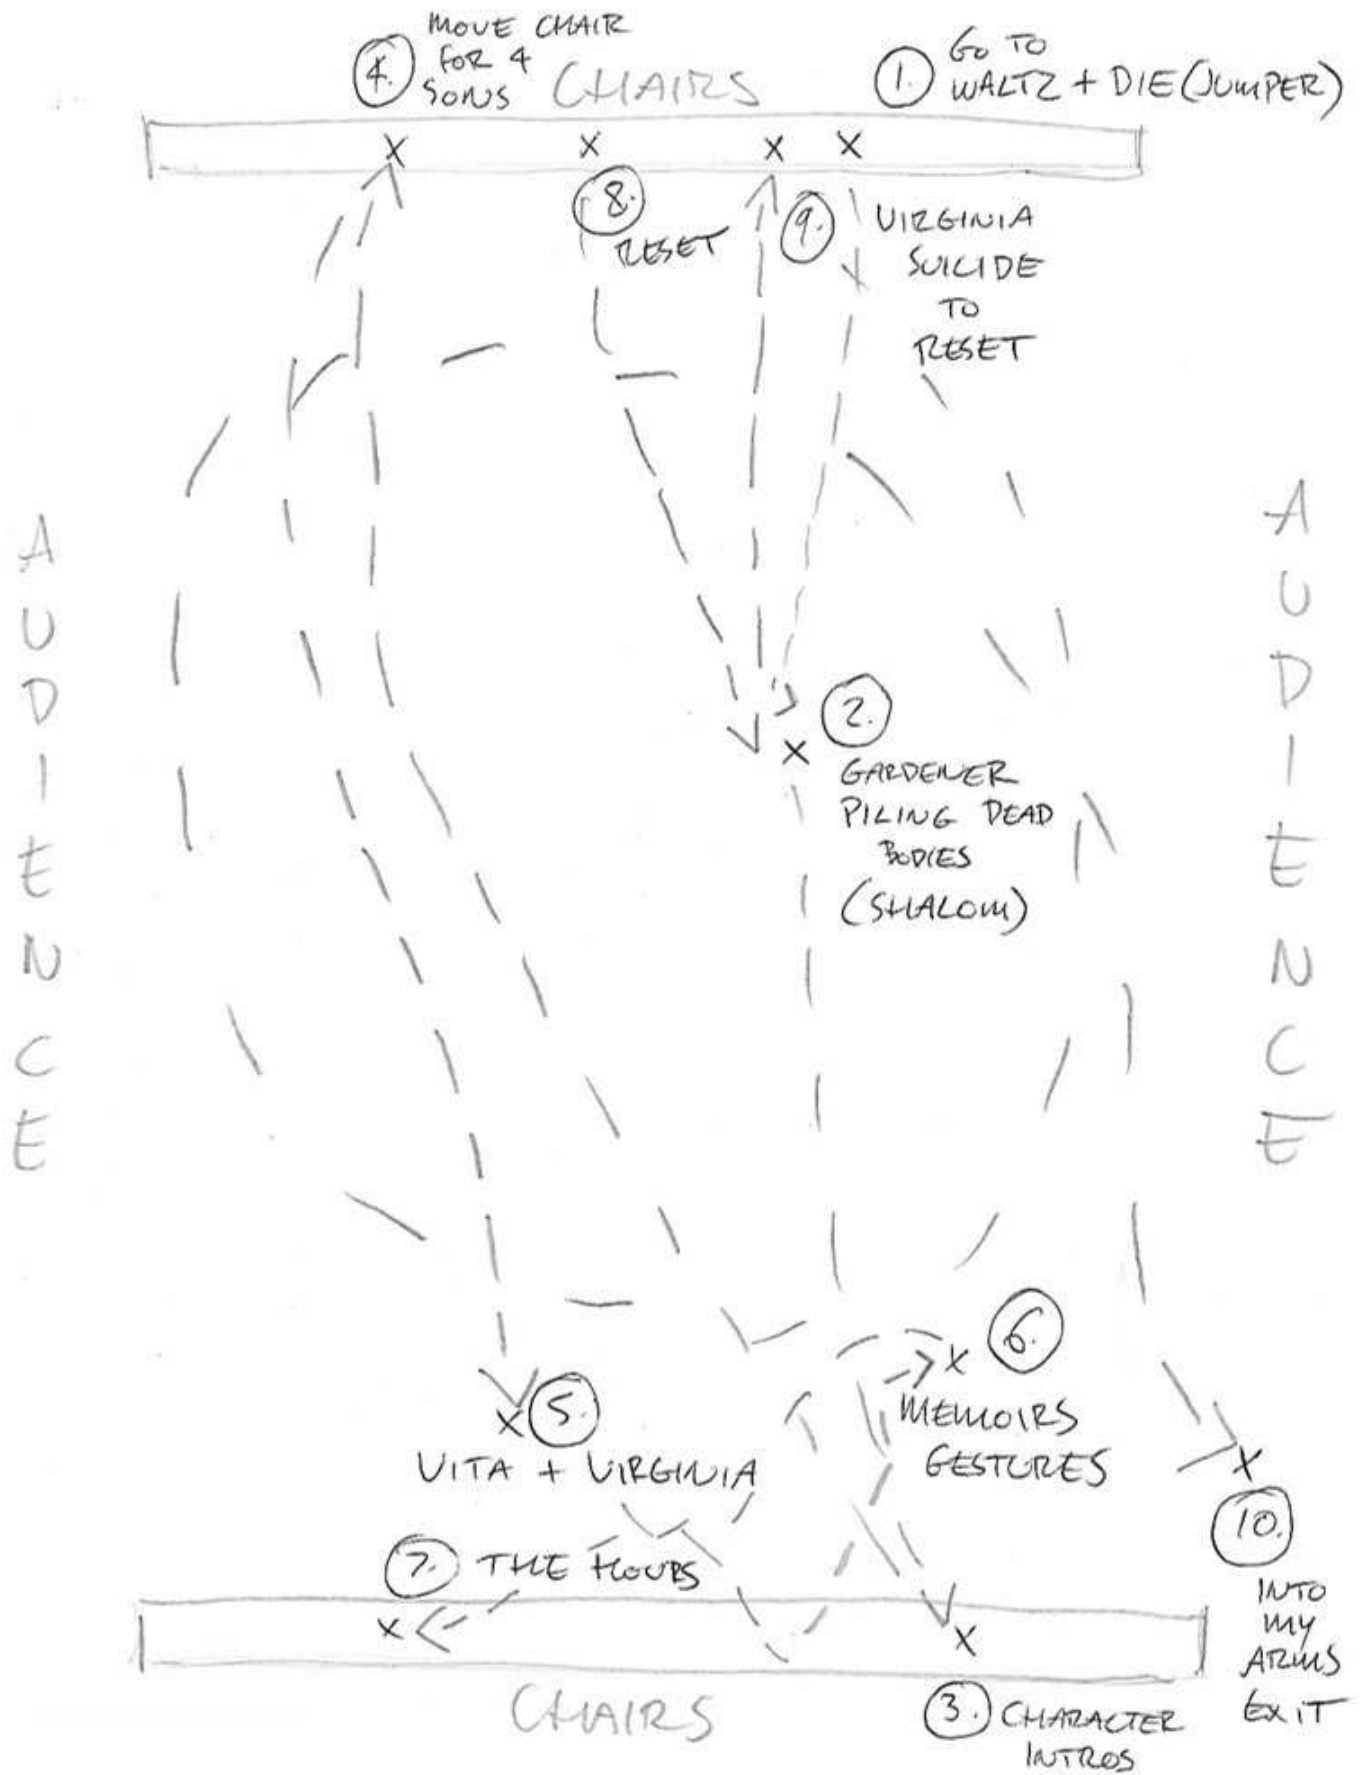 MOVE CHAIR
FOR 4
SONS
4.
CHAIRS
1.
GO TO
WALTZ + DIE (JUMPER)
8.
RESET
9.
VIRGINIA
SUICIDE
TO
RESET
AUDIENCE
AUDIENCE
2.
GARDENER
PILING DEAD
BODIES
(SHALOM)
6.
MEMOIRS
GESTURES
5.
VITA + VIRGINIA
7. THE HOURS
10.
INTO
MY
ARMS
EXIT
CHAIRS
3. CHARACTER
INTROS